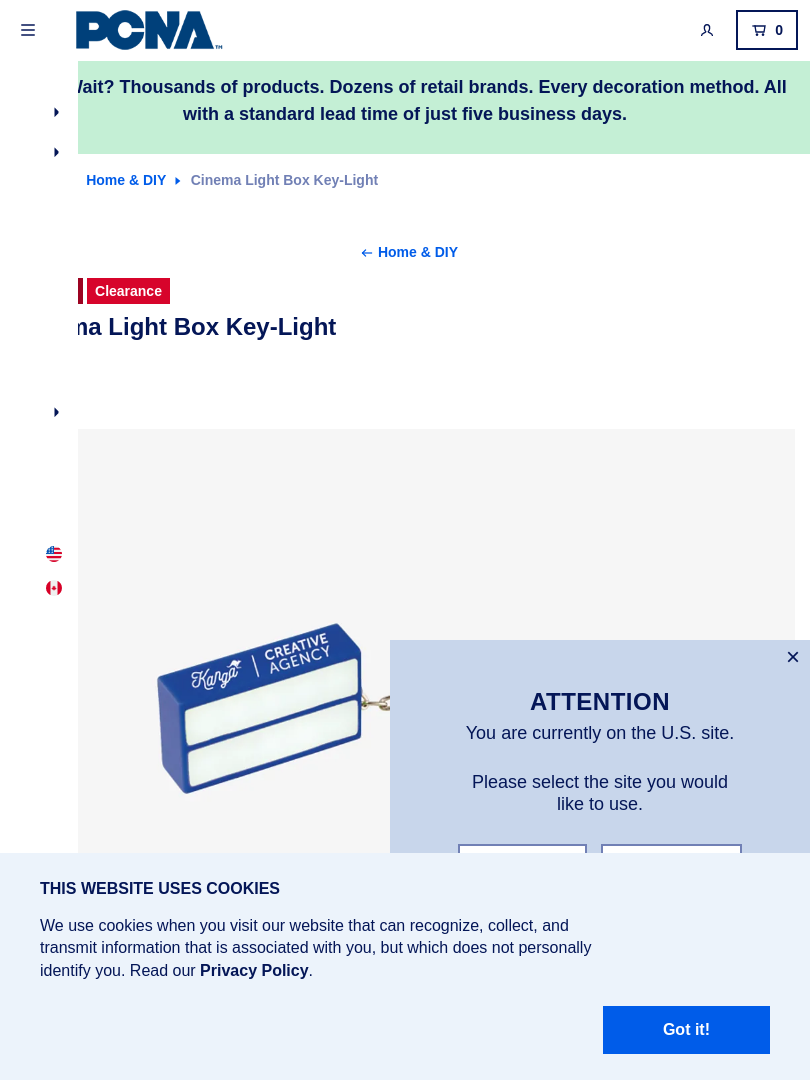 PCNA™
0
Wait? Thousands of products. Dozens of retail brands. Every decoration method. All
with a standard lead time of just five business days.
Home & DIY
Cinema Light Box Key-Light
Home & DIY
Clearance
ma Light Box Key-Light
Kanga | CREATIVE
AGENCY
×
ATTENTION
You are currently on the U.S. site.
Please select the site you would
like to use.
THIS WEBSITE USES COOKIES
We use cookies when you visit our website that can recognize, collect, and
transmit information that is associated with you, but which does not personally
identify you. Read our Privacy Policy.
Got it!